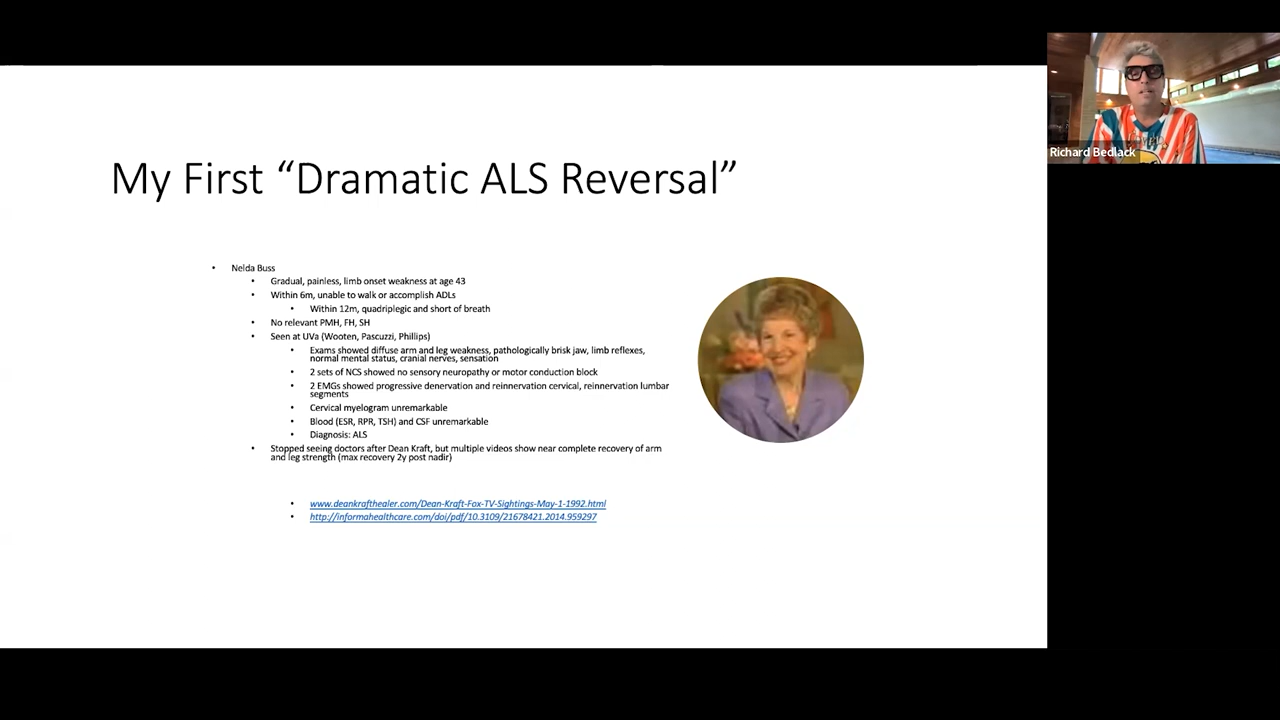 My First “Dramatic ALS Reversal”
Richard Bedlack
• Nelda Buss
• Gradual, painless, limb onset weakness at age 43
• Within 6m, unable to walk or accomplish ADLs
• Within 12m, quadriplegic and short of breath
• No relevant PMH, FH, SH
• Seen at UVa (Wooten, Pascuzzi, Phillips)
• Exams showed diffuse arm and leg weakness, pathologically brisk jaw, limb reflexes,
normal mental status, cranial nerves, sensation
• 2 sets of NCS showed no sensory neuropathy or motor conduction block
• 2 EMGs showed progressive denervation and reinnervation cervical, reinnervation lumbar
segments
• Cervical myelogram unremarkable
• Blood (ESR, RPR, TSH) and CSF unremarkable
• Diagnosis: ALS
• Stopped seeing doctors after Dean Kraft, but multiple videos show near complete recovery of arm
and leg strength (max recovery 2y post nadir)
• www.deankrafthealer.com/Dean-Kraft-Fox-TV-Sightings-May-1-1992.html
• http://informahealthcare.com/doi/pdf/10.3109/21678421.2014.959297